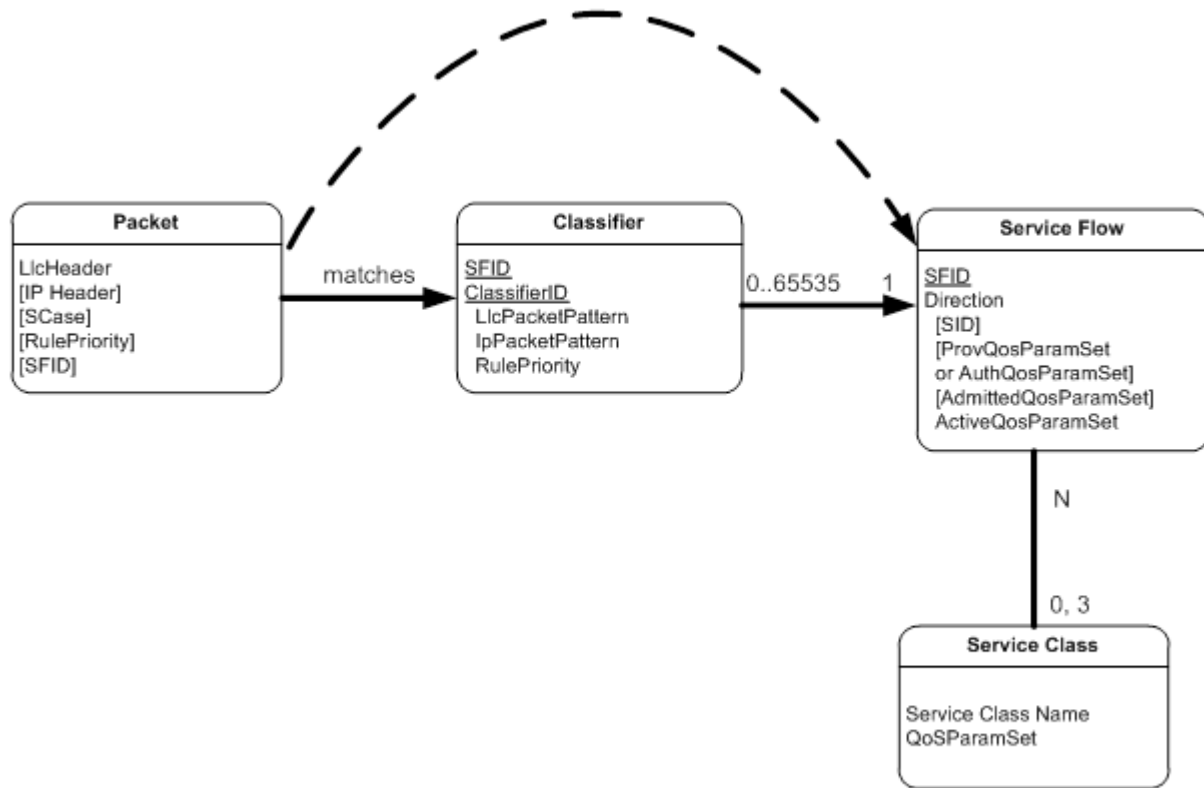 Packet
LlcHeader
[IP Header]
[SCase]
[RulePriority]
[SFID]
matches
Classifier
SFID
ClassifierID
LlcPacketPattern
IpPacketPattern
RulePriority
0..65535
1
Service Flow
SFID
Direction
[SID]
[ProvQosParamSet
or AuthQosParamSet]
[AdmittedQosParamSet]
ActiveQosParamSet
N
0, 3
Service Class
Service Class Name
QoSParamSet